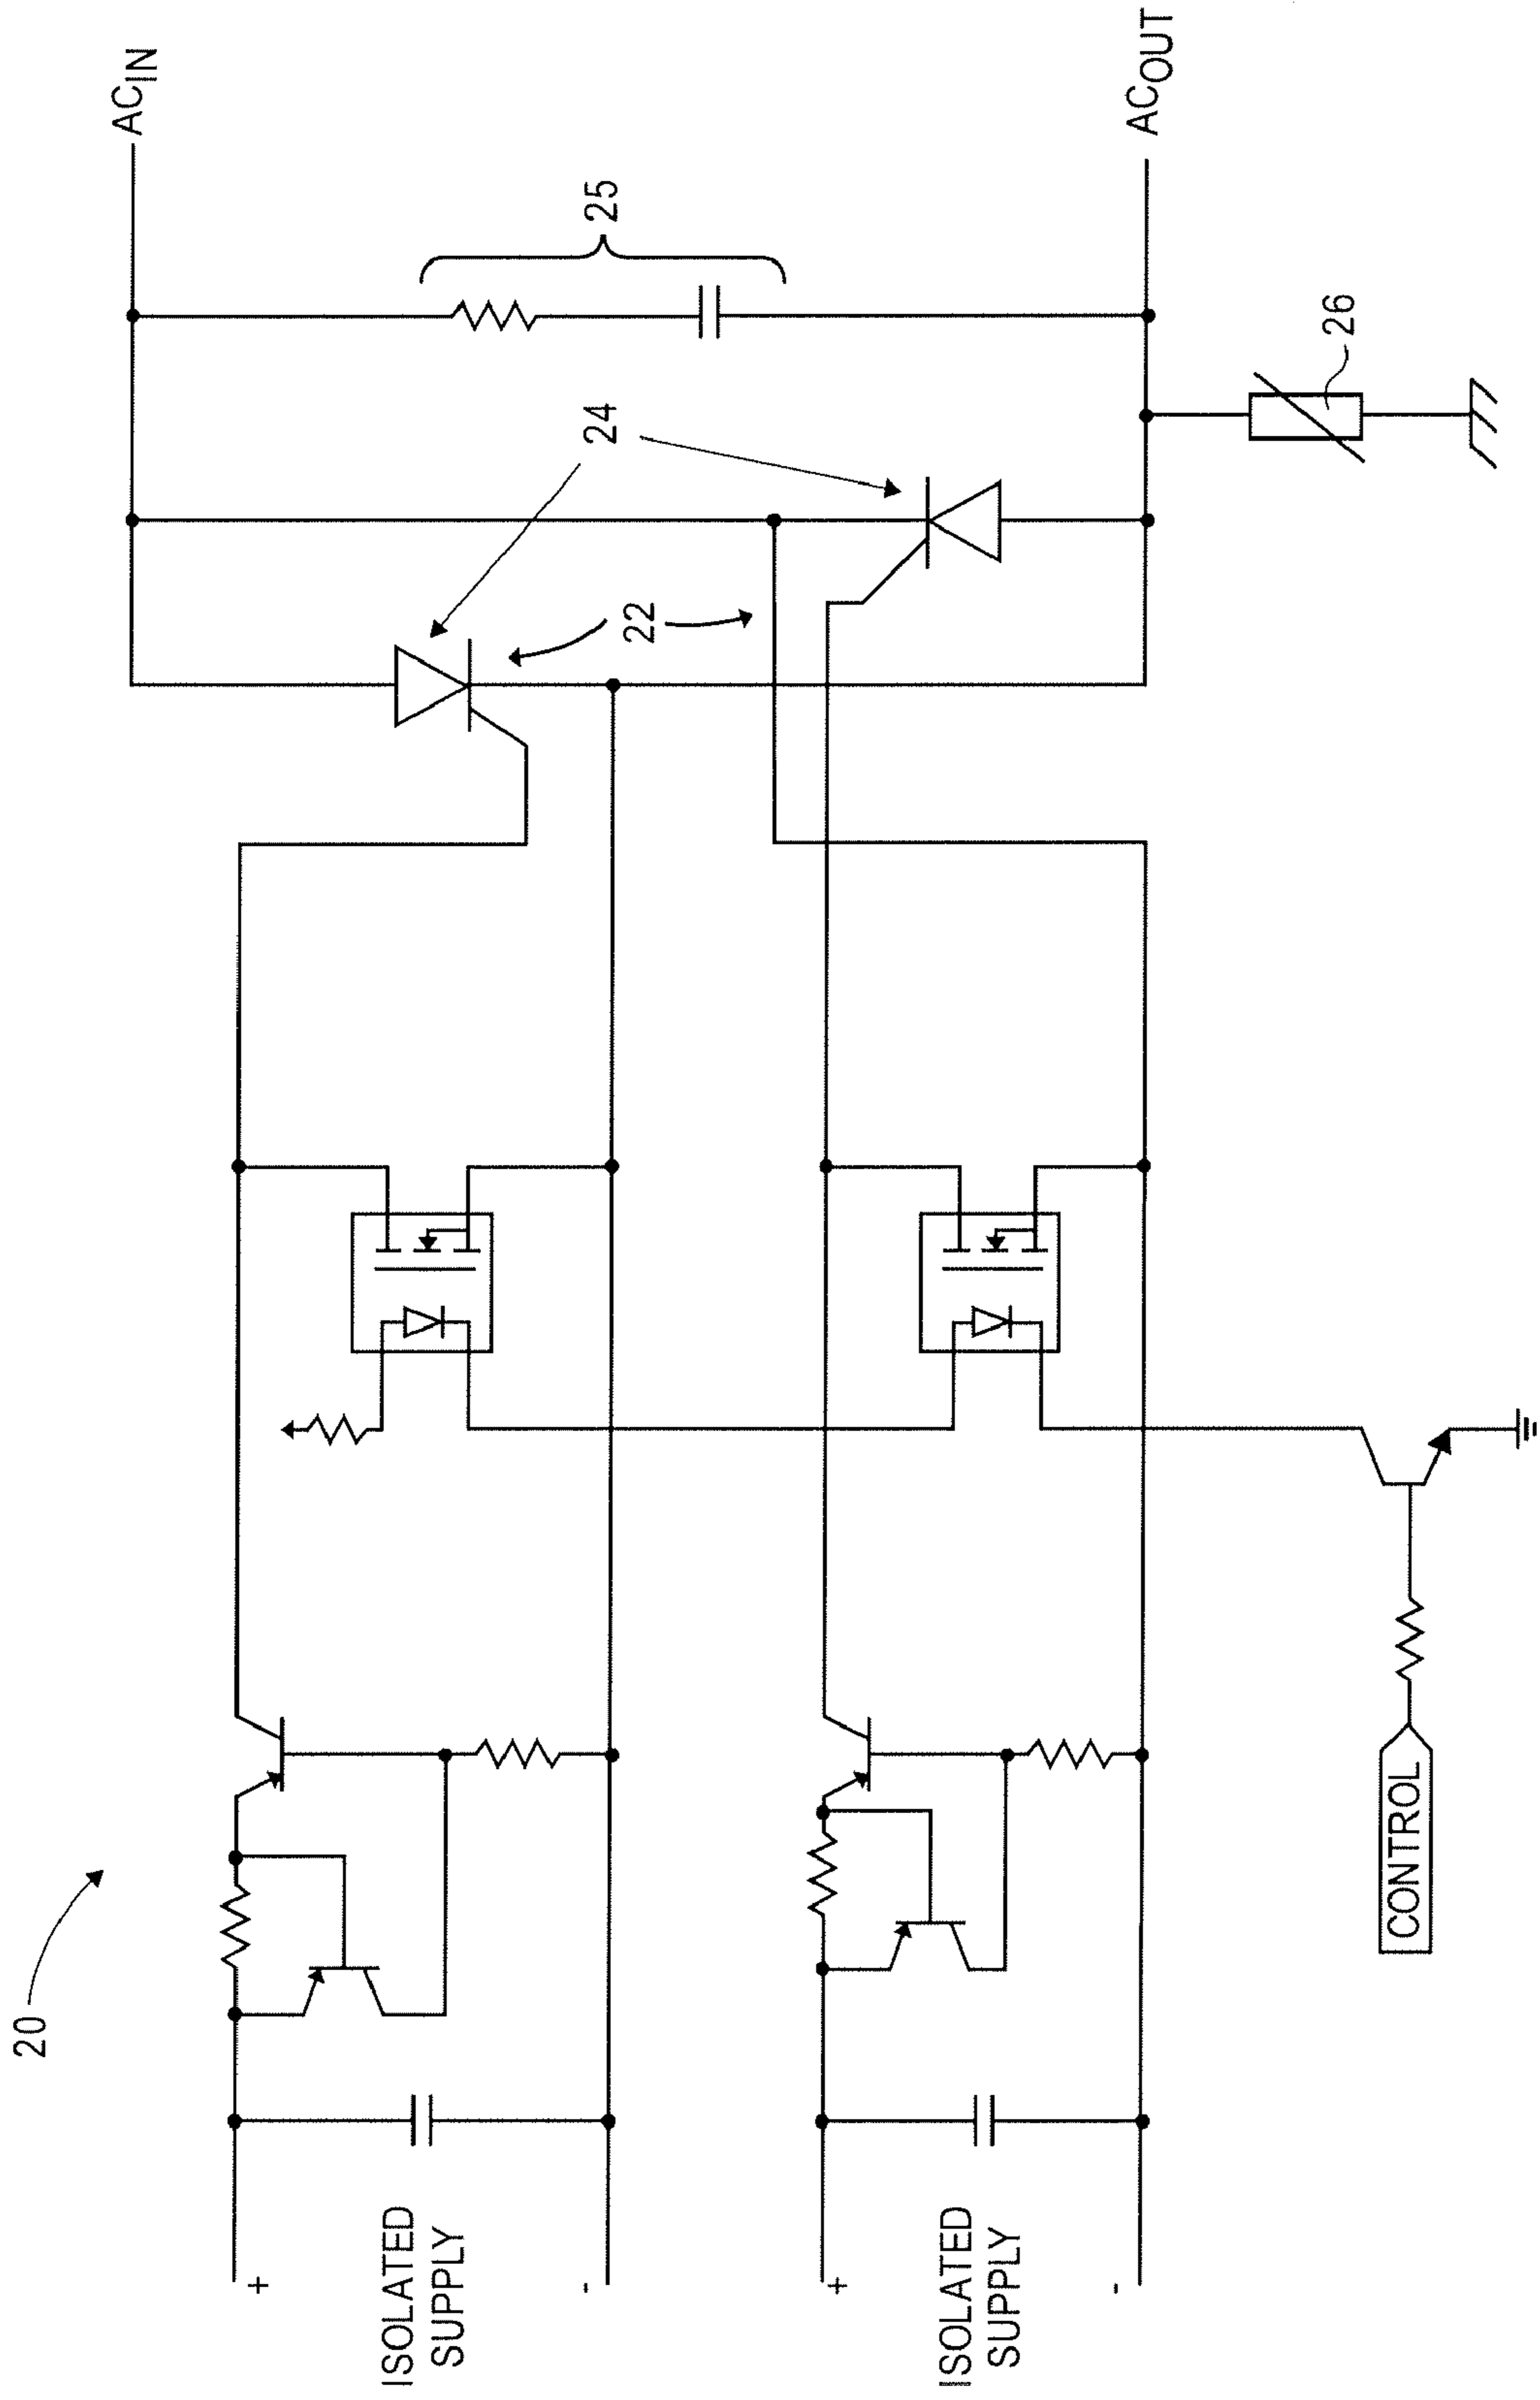 20
AC_IN
25
24
22
AC_OUT
26
+
ISOLATED
SUPPLY
-
+
ISOLATED
SUPPLY
-
CONTROL